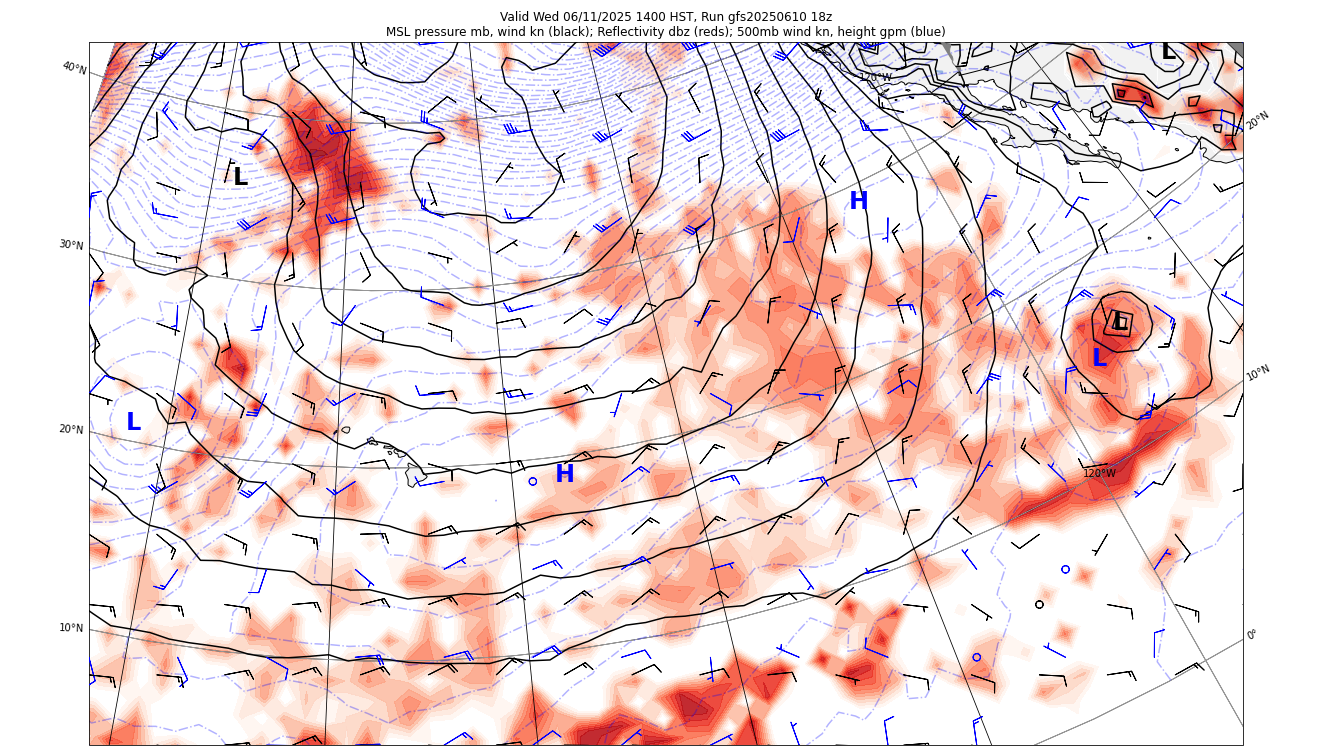 Valid Wed 06/11/2025 1400 HST, Run gfs20250610 18z
MSL pressure mb, wind kn (black); Reflectivity dbz (reds); 500mb wind kn, height gpm (blue)
L
40°N
120°W
20°N
L
H
30°N
L
L
10°N
L
20°N
H
120°W
10°N
0°